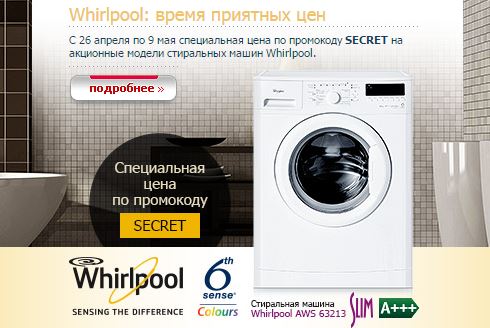 Whirlpool: время приятных цен
С 26 апреля по 9 мая специальная цена по промокоду SECRET на
акционные модели стиральных машин Whirlpool.
подробнее »
Специальная
цена
по промокоду
SECRET
Whirlpool
SENSING THE DIFFERENCE
6th
sense®
Colours
Стиральная машина
Whirlpool AWS 63213
SLIM
A+++